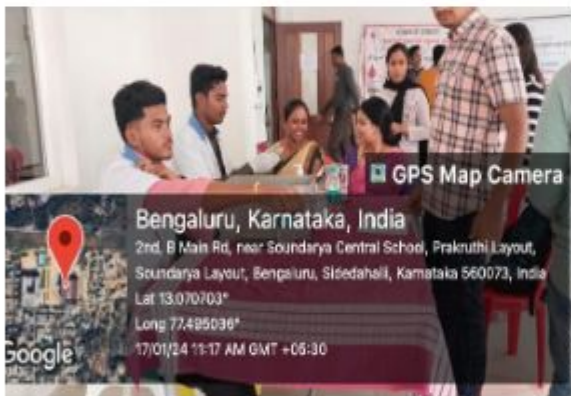 GPS Map Camera
Bengaluru, Karnataka, India
2nd, B Main Rd, near Soundarya Central School, Prakruthi Layout,
Soundarya Layout, Bengaluru, Sidedahalli, Karnataka 560073, India
Lat 13.070703°
Long 77.495036°
17/01/24 11:17 AM GMT +05:30
Google